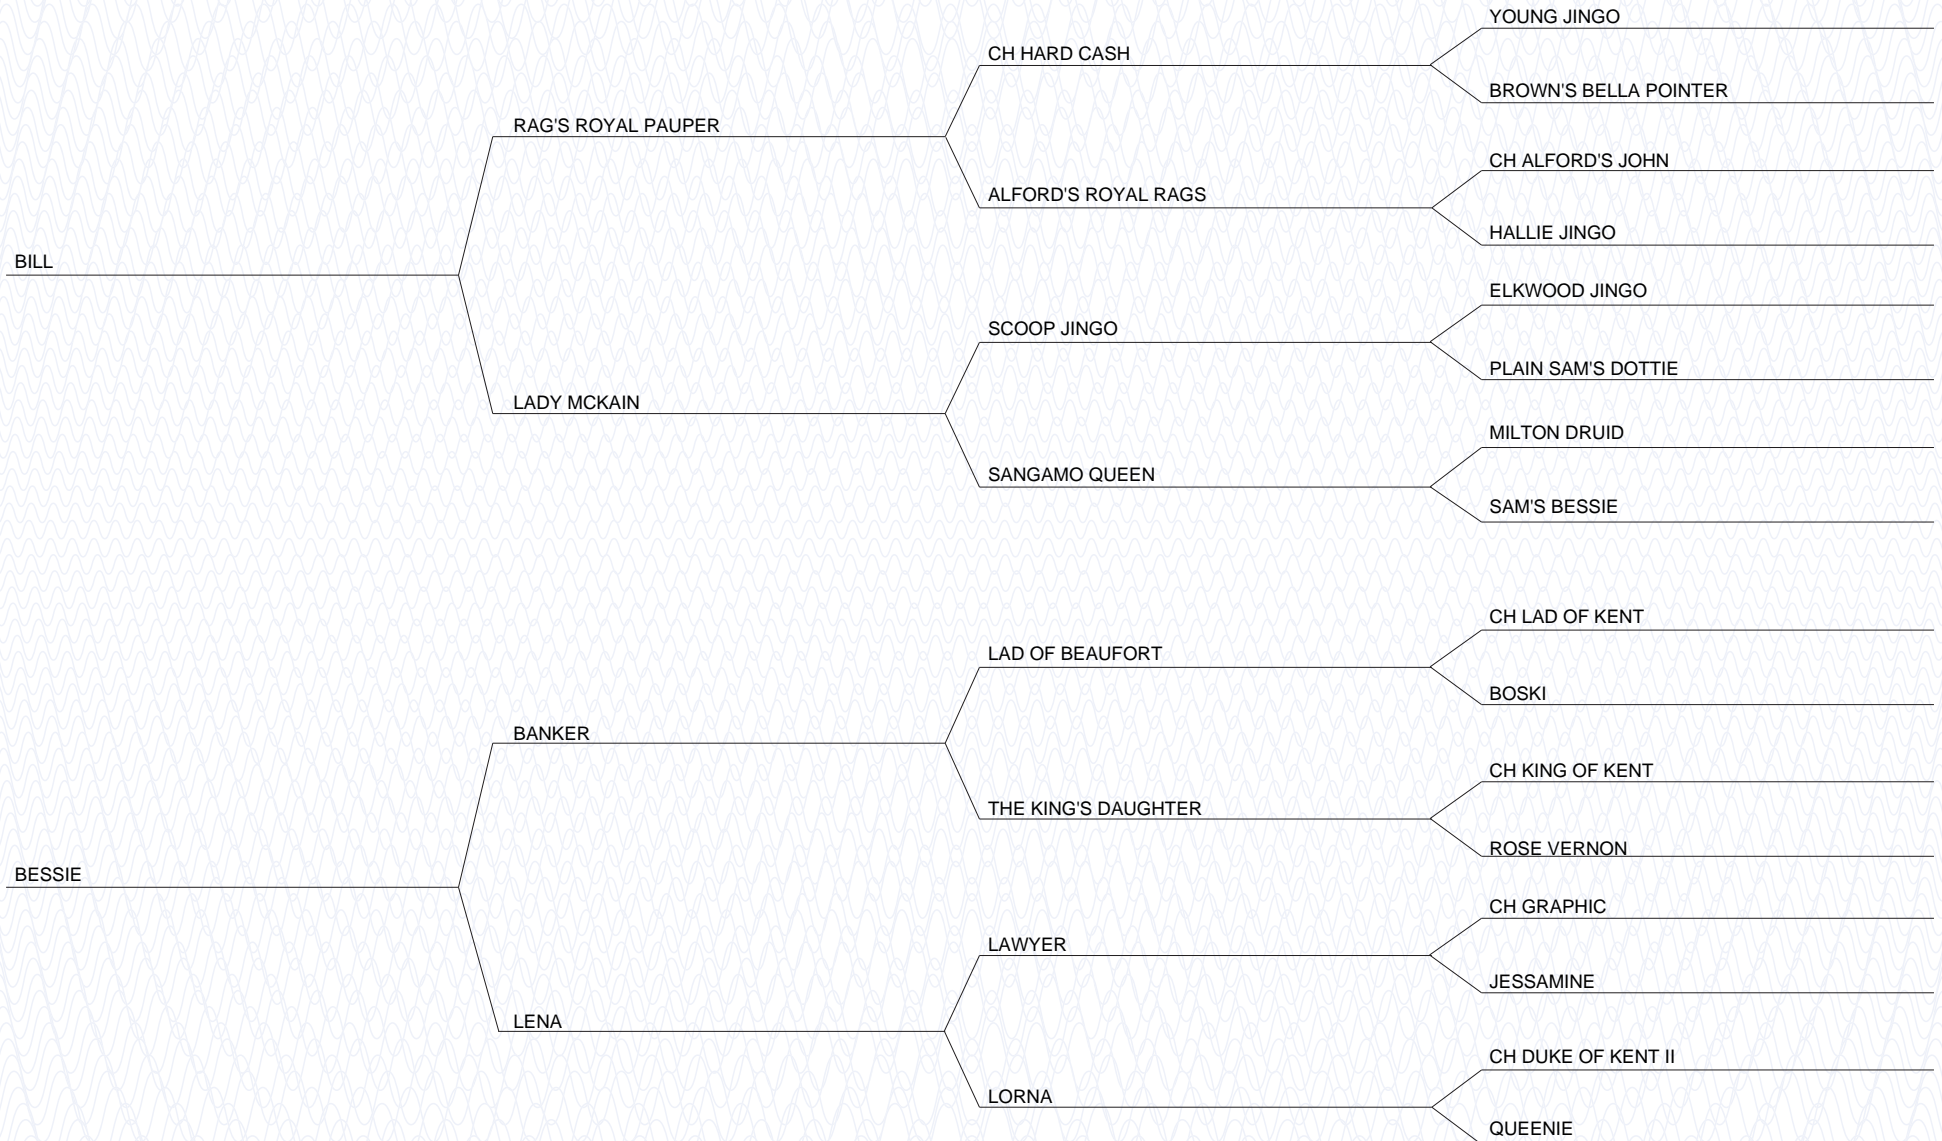 YOUNG JINGO
CH HARD CASH
BROWN'S BELLA POINTER
RAG'S ROYAL PAUPER
CH ALFORD'S JOHN
ALFORD'S ROYAL RAGS
HALLIE JINGO
BILL
ELKWOOD JINGO
SCOOP JINGO
PLAIN SAM'S DOTTIE
LADY MCKAIN
MILTON DRUID
SANGAMO QUEEN
SAM'S BESSIE
CH LAD OF KENT
LAD OF BEAUFORT
BOSKI
BANKER
CH KING OF KENT
THE KING'S DAUGHTER
ROSE VERNON
BESSIE
CH GRAPHIC
LAWYER
JESSAMINE
LENA
CH DUKE OF KENT II
LORNA
QUEENIE